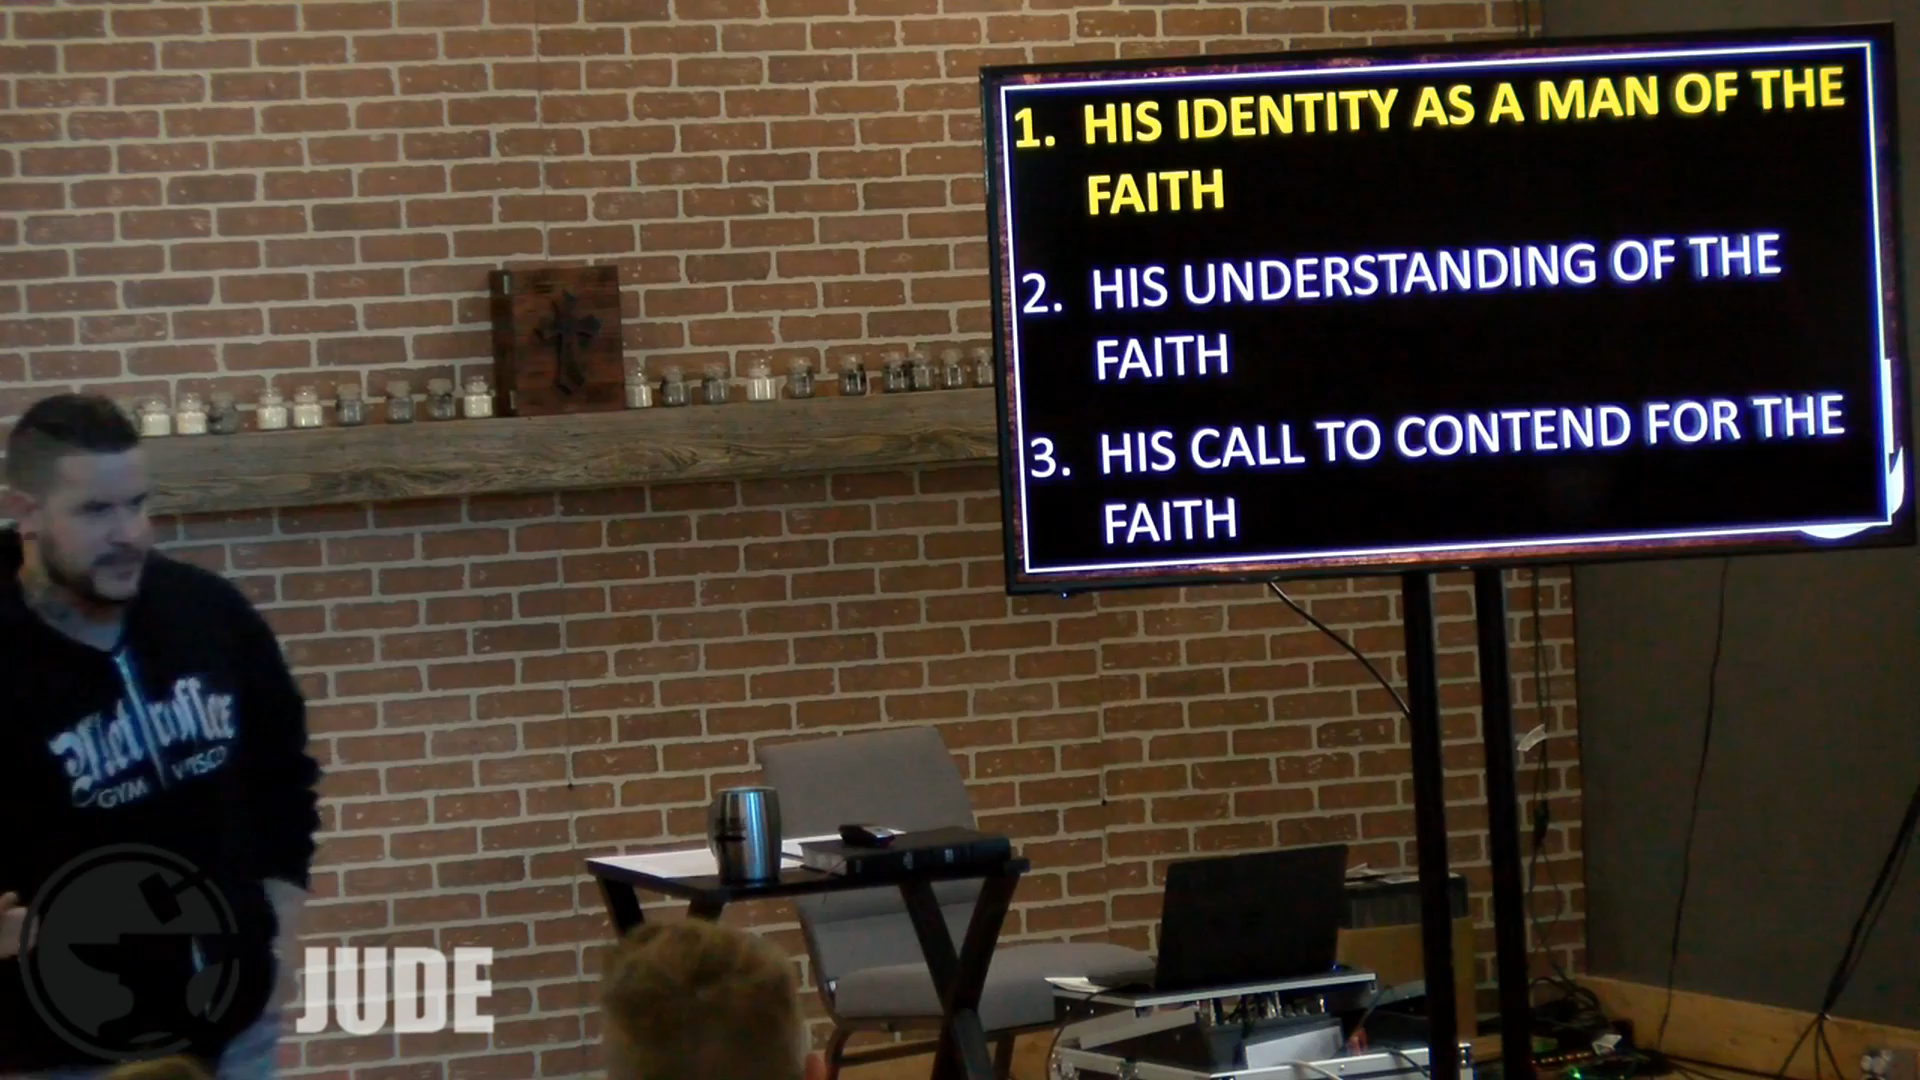 1. HIS IDENTITY AS A MAN OF THE
FAITH
2. HIS UNDERSTANDING OF THE
FAITH
3. HIS CALL TO CONTEND FOR THE
FAITH
GYM
JUDE